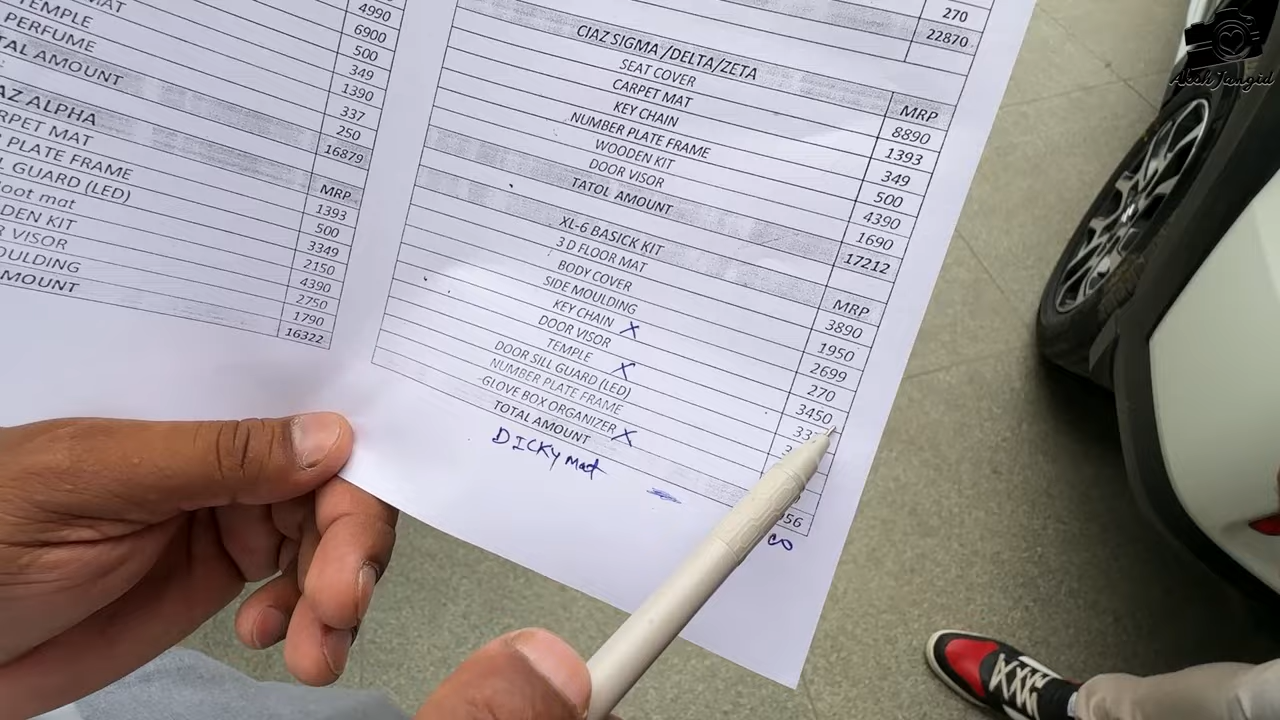 MAT 4990
TEMPLE 6900
PERFUME 500
349
TAL AMOUNT 1390
337
250
16879
AZ ALPHA
MRP
RPET MAT 1393
PLATE FRAME 500
GUARD (LED) 3349
Boot mat 2150
DEN KIT 4390
R VISOR 2750
OULDING 1790
MOUNT 16322
270
22870
CIAZ SIGMA /DELTA/ZETA
MRP
SEAT COVER 8890
CARPET MAT 1393
KEY CHAIN 349
NUMBER PLATE FRAME 500
WOODEN KIT 4390
DOOR VISOR 1690
TATOL AMOUNT 17212
XL-6 BASICK KIT MRP
3 D FLOOR MAT 3890
BODY COVER 1950
SIDE MOULDING 2699
KEY CHAIN X 270
DOOR VISOR 3450
TEMPLE X
DOOR SILL GUARD (LED)
NUMBER PLATE FRAME
GLOVE BOX ORGANIZER X
TOTAL AMOUNT
DICKY mat
Aksh Jangid